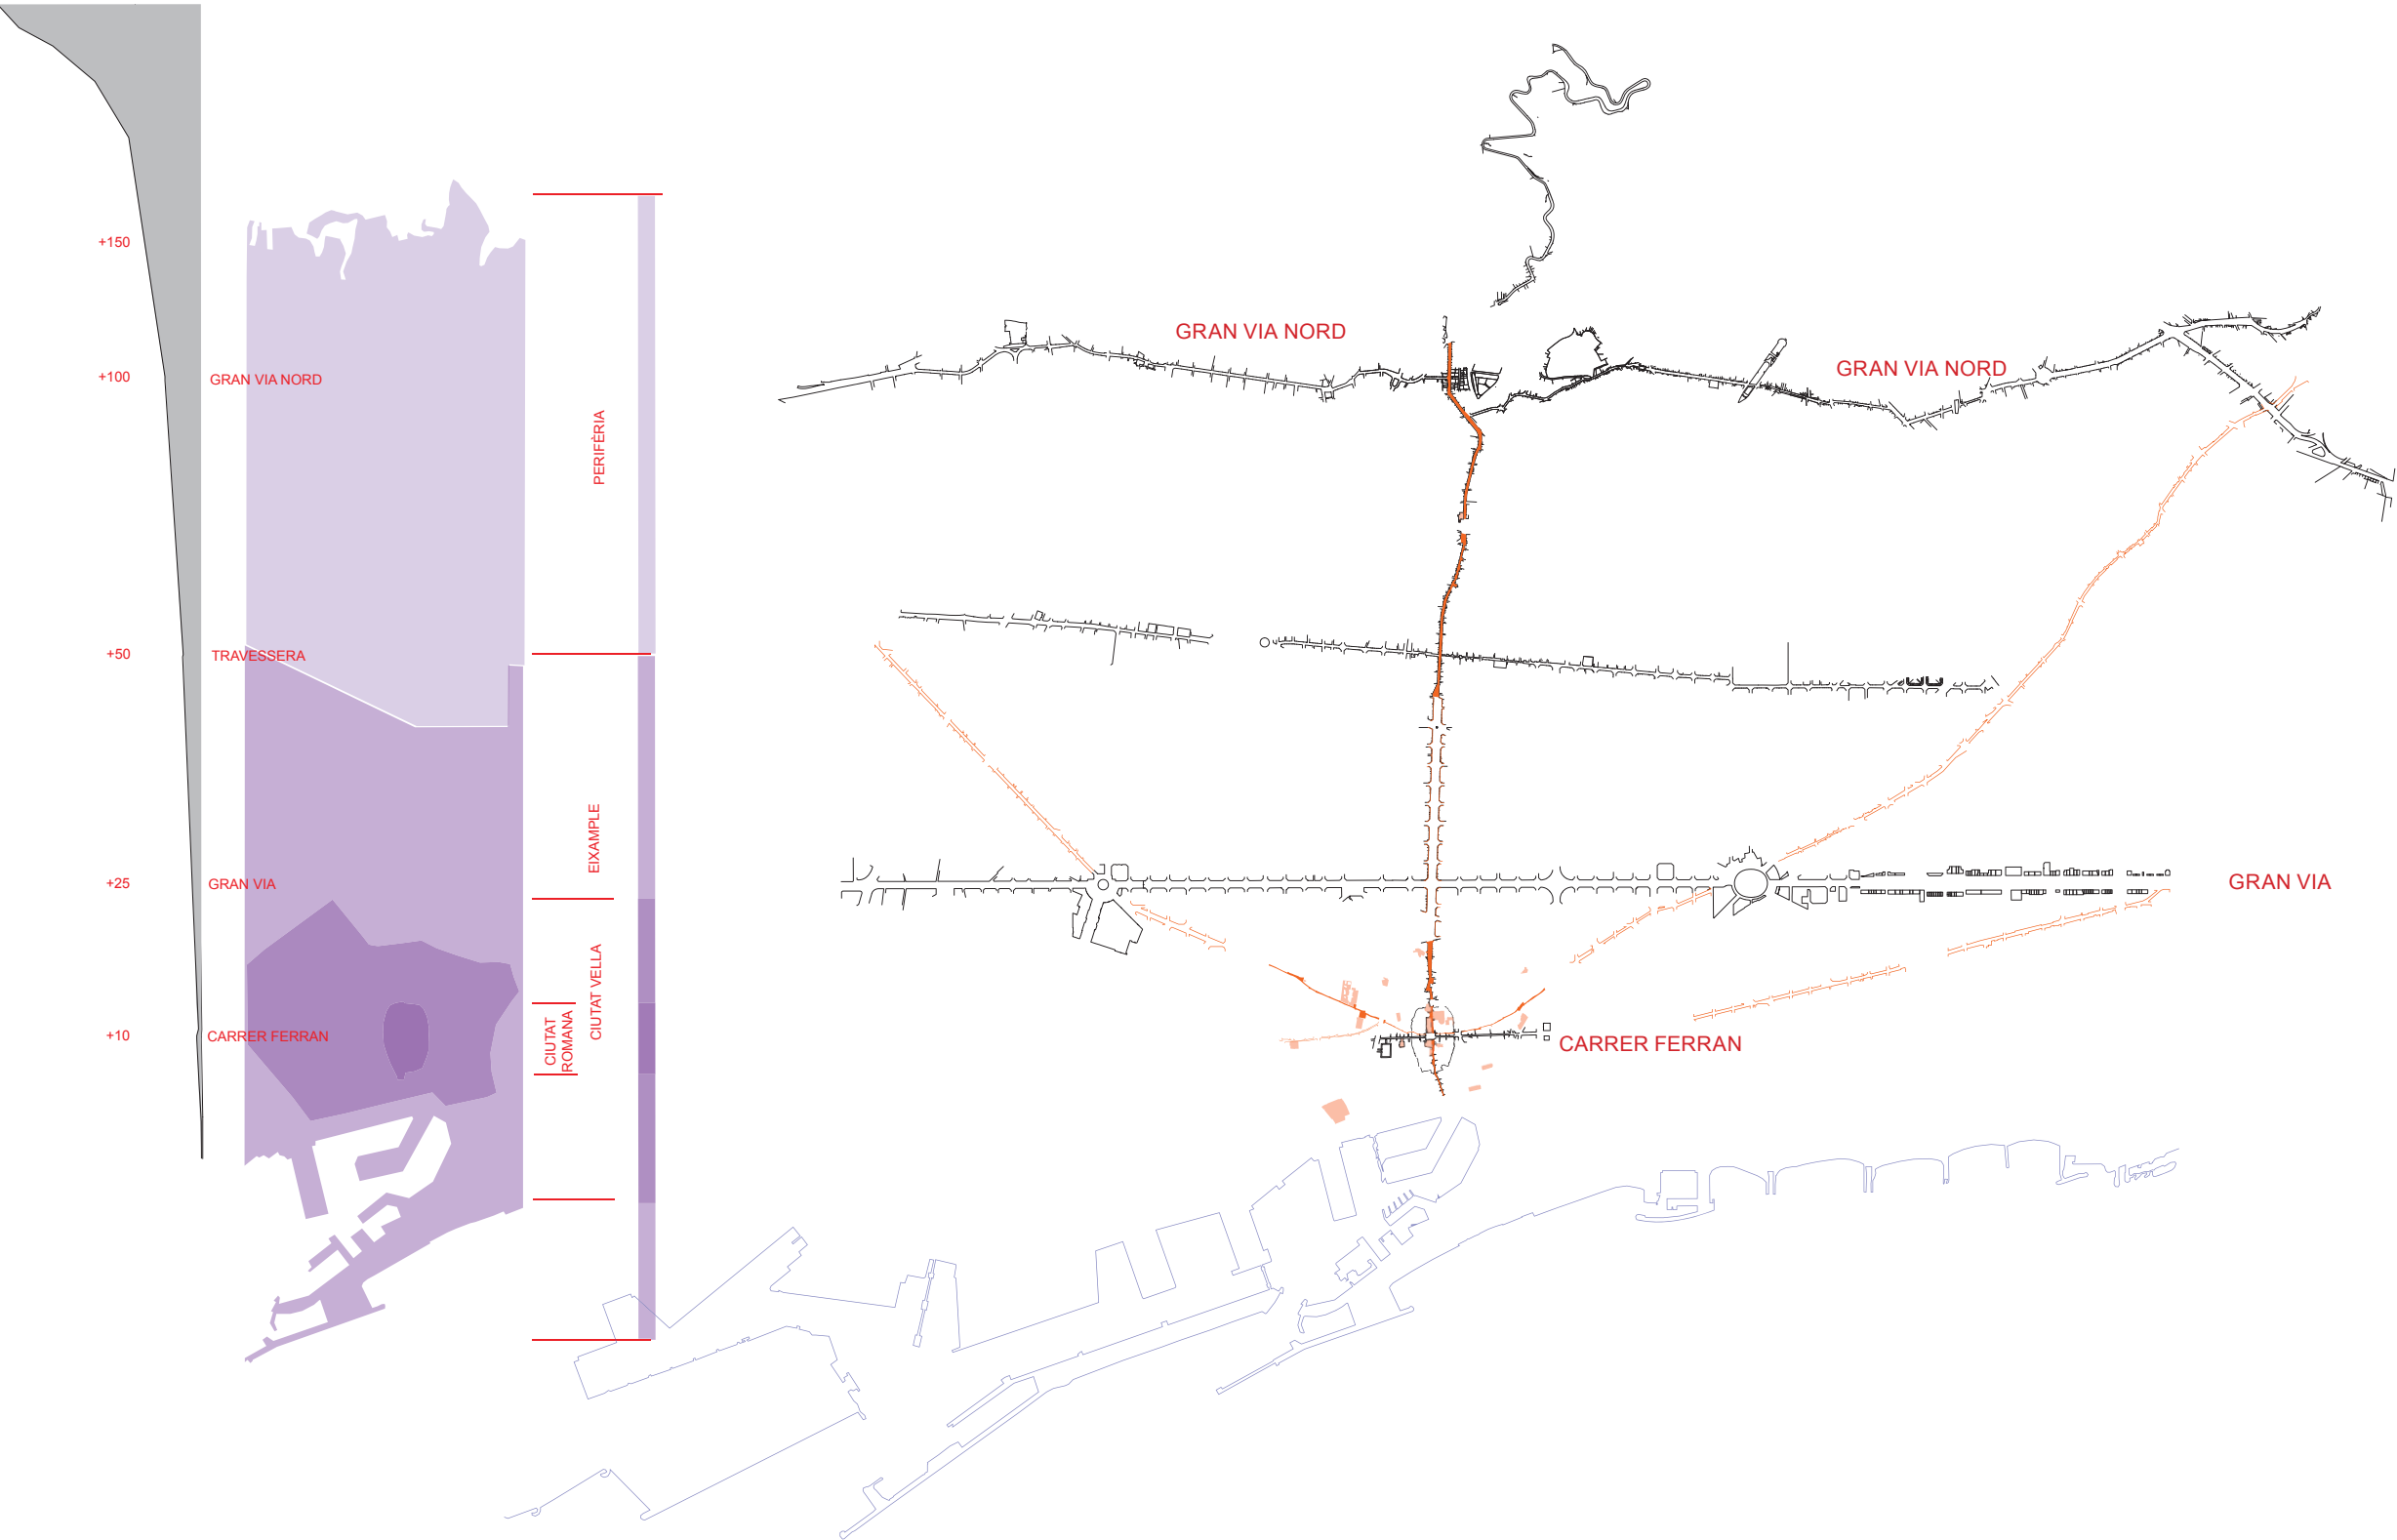 GRAN VIA NORD
GRAN VIA NORD
+150
+100
GRAN VIA NORD
PERIFÈRIA
+50
TRAVESSERA
EIXAMPLE
+25
GRAN VIA
GRAN VIA
CIUTAT VELLA
CIUTAT
ROMANA
+10
CARRER FERRAN
CARRER FERRAN